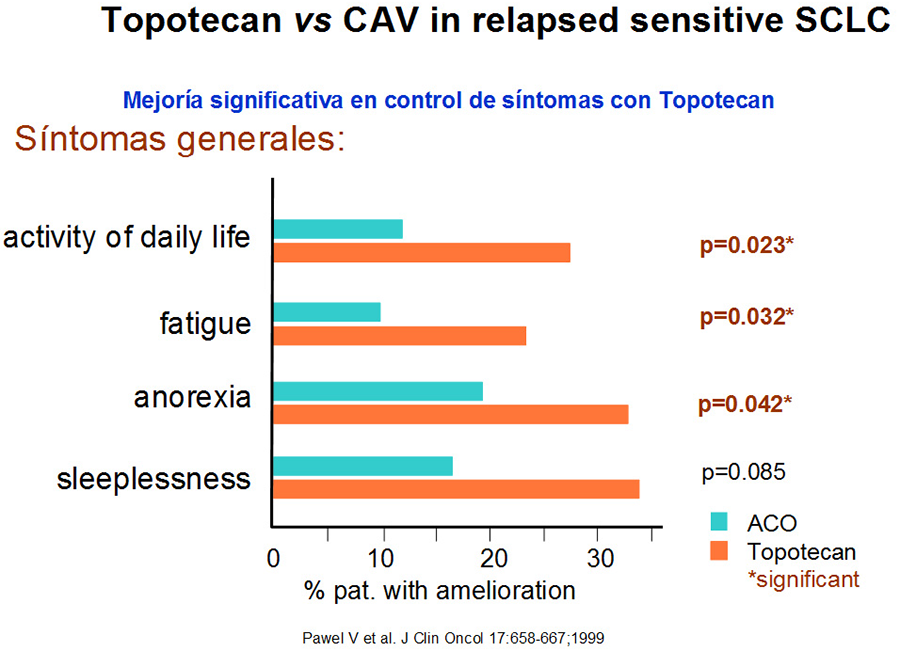 Topotecan vs CAV in relapsed sensitive SCLC
Mejoría significativa en control de síntomas con Topotecan
Síntomas generales:
activity of daily life
p=0.023*
fatigue
p=0.032*
anorexia
p=0.042*
sleeplessness
p=0.085
ACO
Topotecan
*significant
0 10 20 30
% pat. with amelioration
Pawel V et al. J Clin Oncol 17:658-667;1999